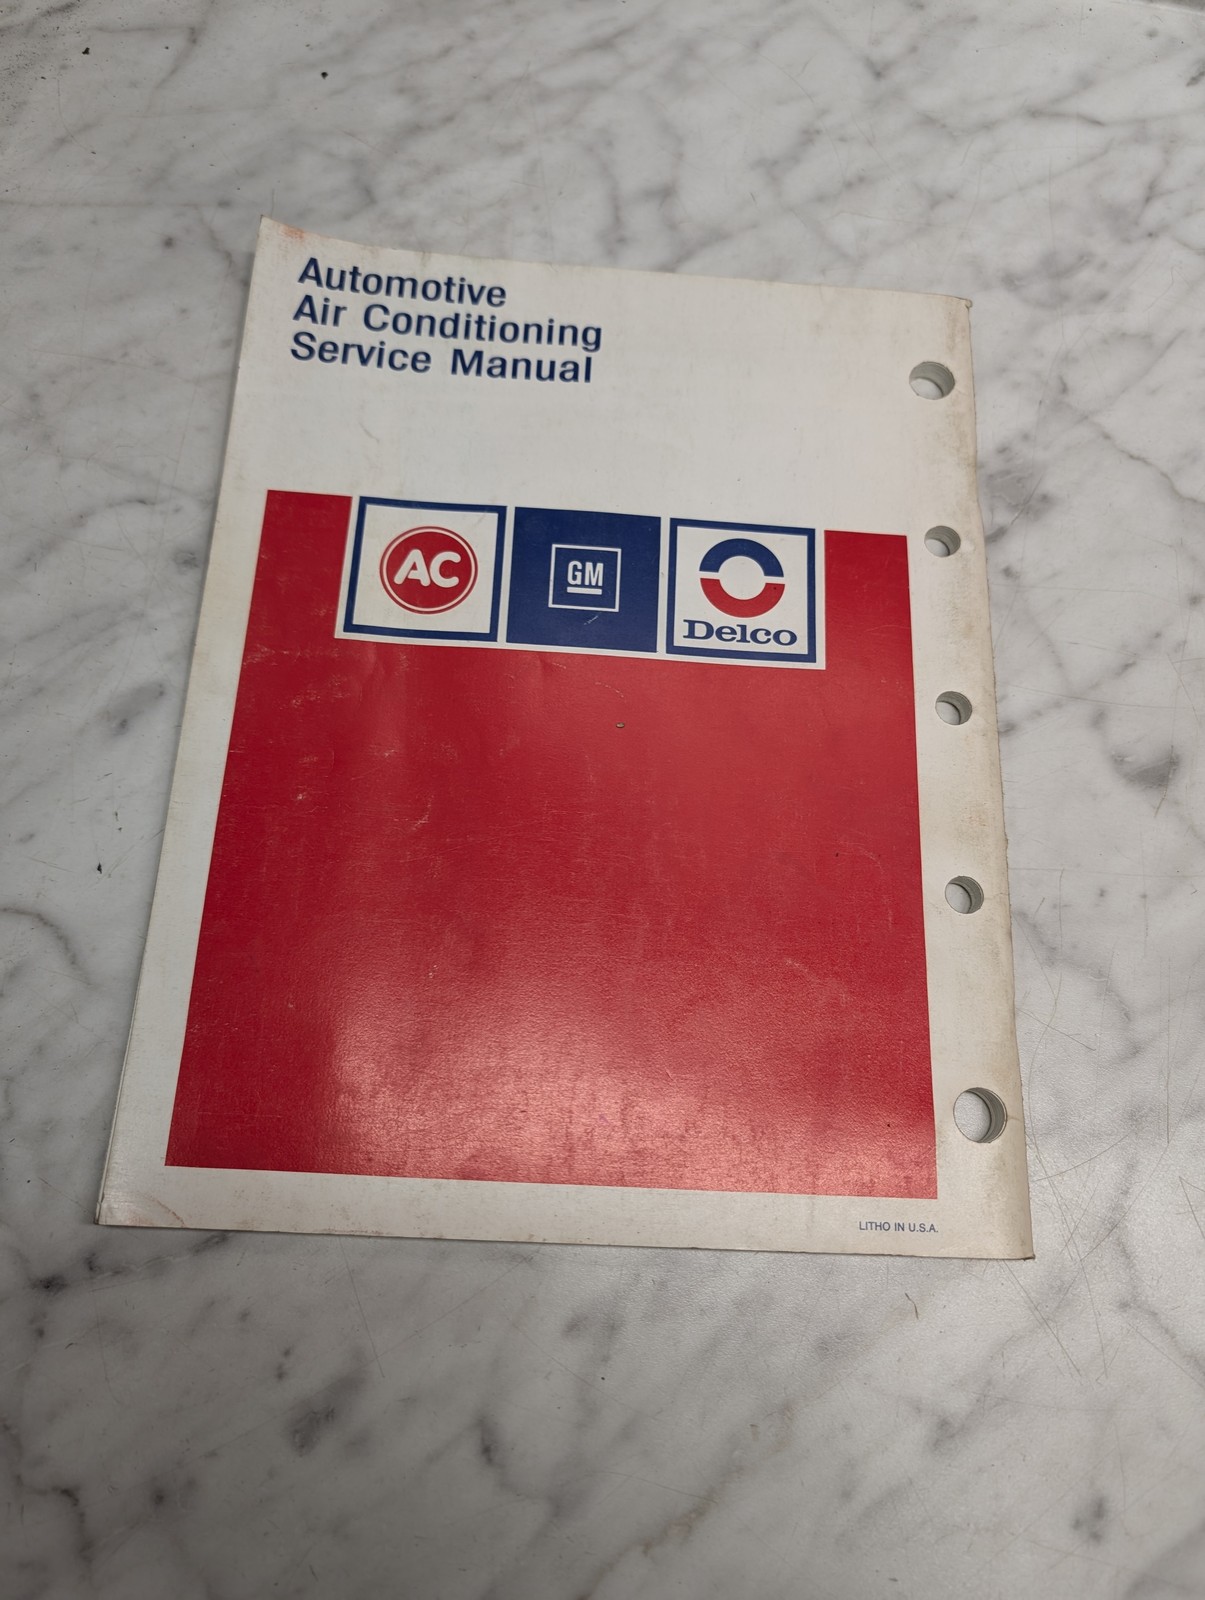 Automotive
Air Conditioning
Service Manual
AC
GM
Delco
LITHO IN U.S.A.